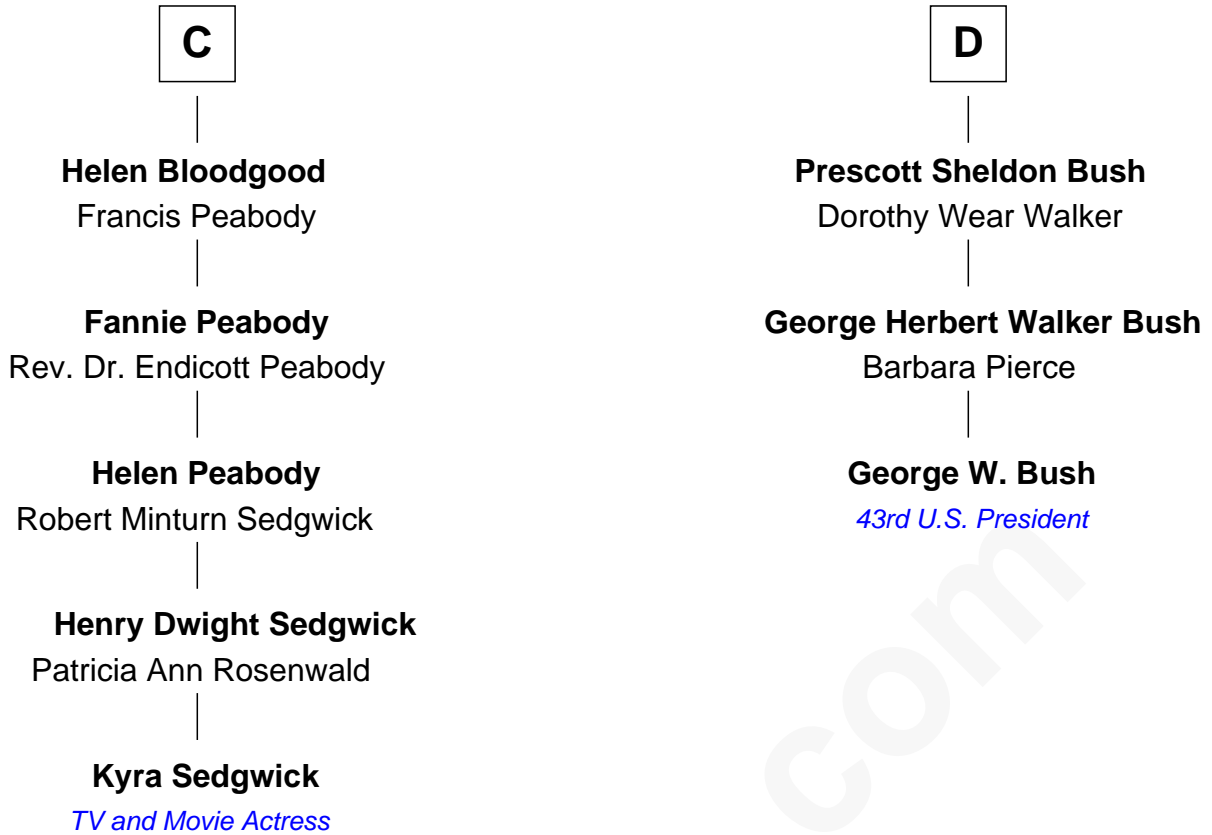 C
Helen Bloodgood
Francis Peabody
Fannie Peabody
Rev. Dr. Endicott Peabody
Helen Peabody
Robert Minturn Sedgwick
Henry Dwight Sedgwick
Patricia Ann Rosenwald
Kyra Sedgwick
TV and Movie Actress
D
Prescott Sheldon Bush
Dorothy Wear Walker
George Herbert Walker Bush
Barbara Pierce
George W. Bush
43rd U.S. President
com